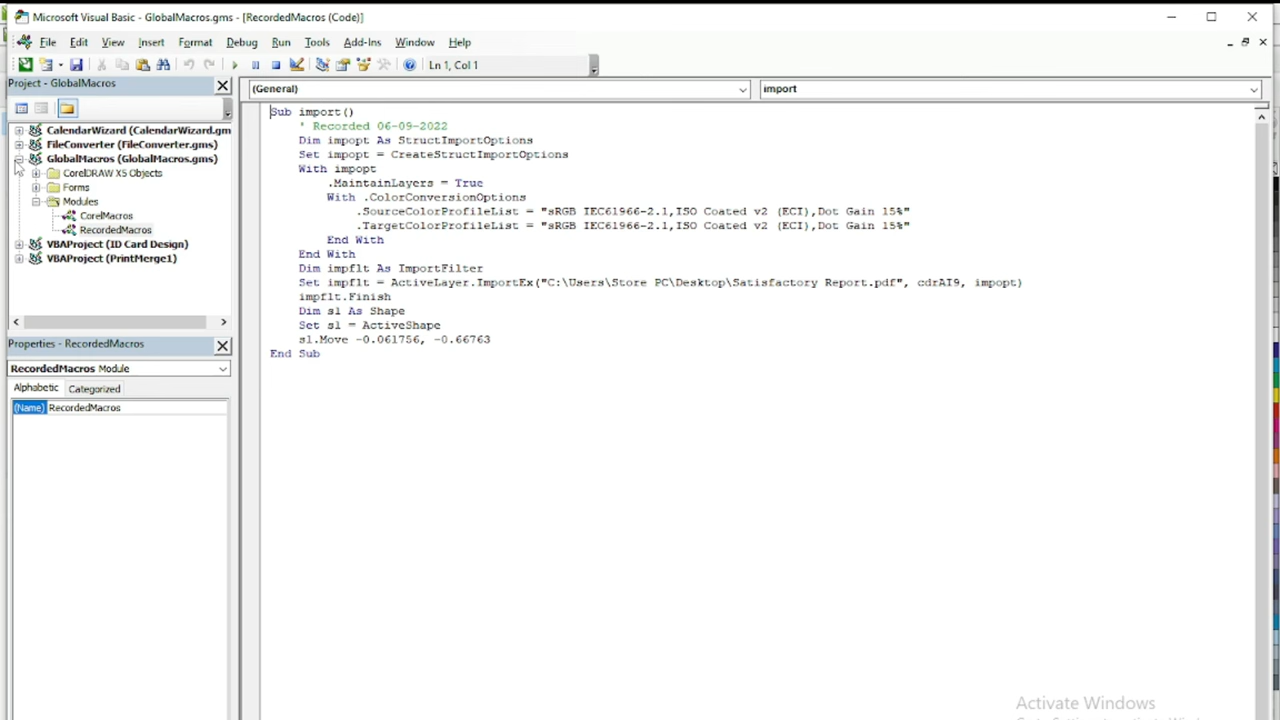 Microsoft Visual Basic - GlobalMacros.gms - [RecordedMacros (Code)]
File Edit View Insert Format Debug Run Tools Add-Ins Window Help
Ln 1, Col 1
Project - GlobalMacros
CalendarWizard (CalendarWizard.gm
FileConverter (FileConverter.gms)
GlobalMacros (GlobalMacros.gms)
CorelDRAW X5 Objects
Forms
Modules
CorelMacros
RecordedMacros
VBAProject (ID Card Design)
VBAProject (PrintMerge1)
Properties - RecordedMacros
RecordedMacros Module
Alphabetic Categorized
(Name) RecordedMacros
(General) import
Sub import()
' Recorded 06-09-2022
Dim impopt As StructImportOptions
Set impopt = CreateStructImportOptions
With impopt
.MaintainLayers = True
With .ColorConversionOptions
.SourceColorProfileList = "sRGB IEC61966-2.1,ISO Coated v2 (ECI),Dot Gain 15%"
.TargetColorProfileList = "sRGB IEC61966-2.1,ISO Coated v2 (ECI),Dot Gain 15%"
End With
End With
Dim impflt As ImportFilter
Set impflt = ActiveLayer.ImportEx("C:\Users\Store PC\Desktop\Satisfactory Report.pdf", cdrAI9, impopt)
impflt.Finish
Dim s1 As Shape
Set s1 = ActiveShape
s1.Move -0.061756, -0.66763
End Sub
Activate Windows